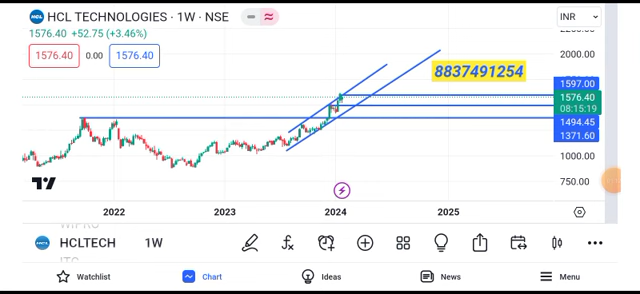 HCL HCL TECHNOLOGIES · 1W · NSE
INR
1576.40 +52.75 (+3.46%)
1576.40 0.00 1576.40
2000.00
8837491254
1597.00
1576.40
08:15:19
1494.45
1371.60
1000.00
750.00
2022 2023 2024 2025
HCL HCLTECH 1W
Watchlist Chart Ideas News Menu